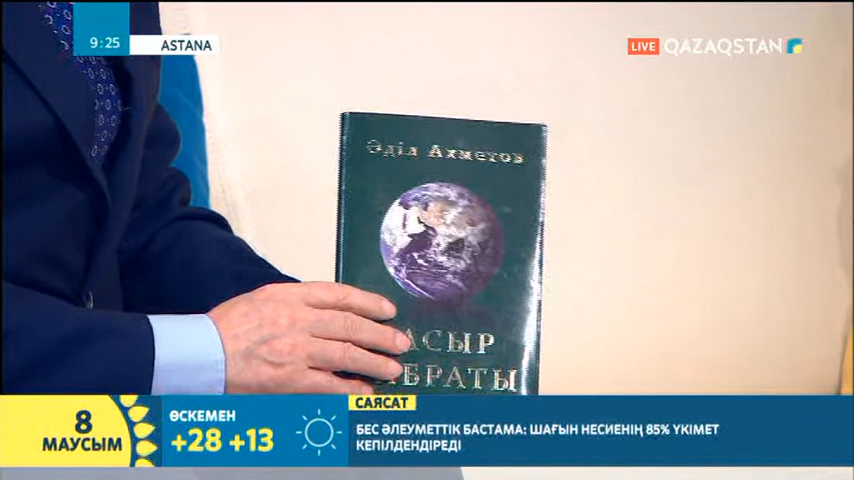 9:25
ASTANA
LIVE QAZAQSTAN
Әділ Ахметов
АСЫР
БРАТЫ
8
МАУСЫМ
ӨСКЕМЕН
+28 +13
САЯСАТ
БЕС ӘЛЕУМЕТТІК БАСТАМА: ШАҒЫН НЕСИЕНІҢ 85% ҮКІМЕТ
КЕПІЛДЕНДІРЕДІ